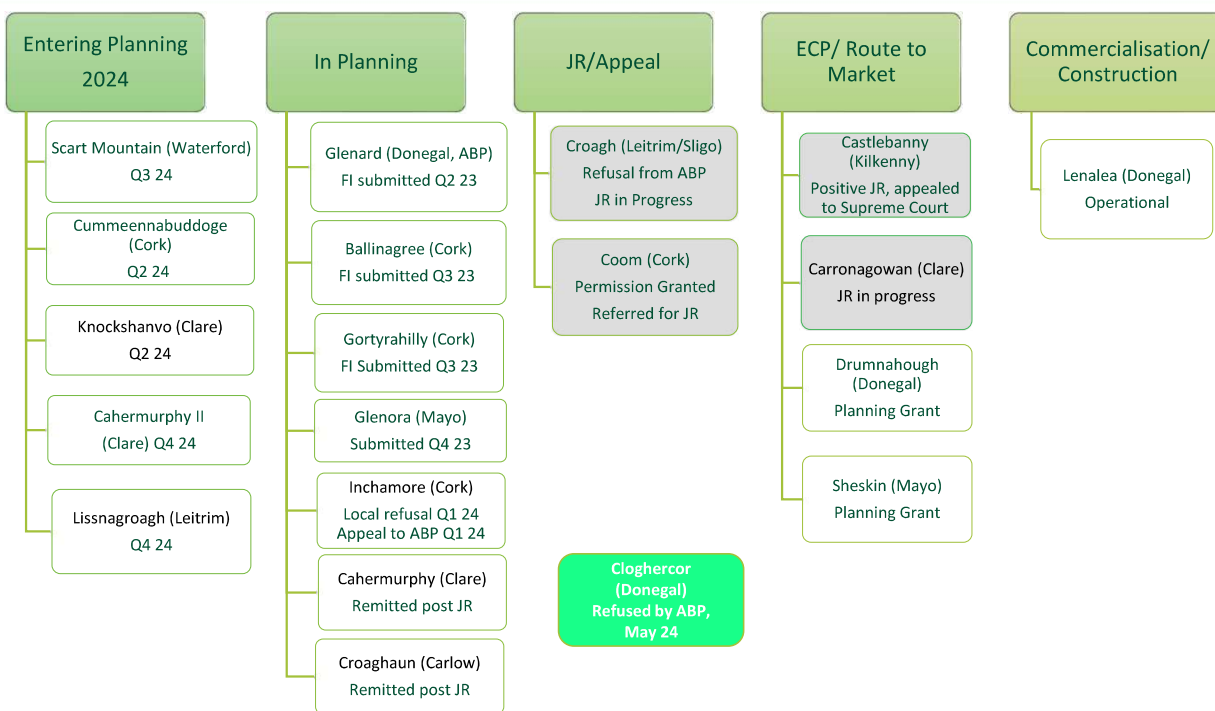 Entering Planning
2024
Scart Mountain (Waterford)
Q3 24
Cummeennabuddoge
(Cork)
Q2 24
Knockshanvo (Clare)
Q2 24
Cahermurphy II
(Clare) Q4 24
Lissnagroagh (Leitrim)
Q4 24
In Planning
Glenard (Donegal, ABP)
FI submitted Q2 23
Ballinagree (Cork)
FI submitted Q3 23
Gortyrahilly (Cork)
FI Submitted Q3 23
Glenora (Mayo)
Submitted Q4 23
Inchamore (Cork)
Local refusal Q1 24
Appeal to ABP Q1 24
Cahermurphy (Clare)
Remitted post JR
Croaghaun (Carlow)
Remitted post JR
JR/Appeal
Croagh (Leitrim/Sligo)
Refusal from ABP
JR in Progress
Coom (Cork)
Permission Granted
Referred for JR
Cloghercor
(Donegal)
Refused by ABP,
May 24
ECP/ Route to
Market
Castlebanny
(Kilkenny)
Positive JR, appealed
to Supreme Court
Carronagowan (Clare)
JR in progress
Drumnahough
(Donegal)
Planning Grant
Sheskin (Mayo)
Planning Grant
Commercialisation/
Construction
Lenalea (Donegal)
Operational